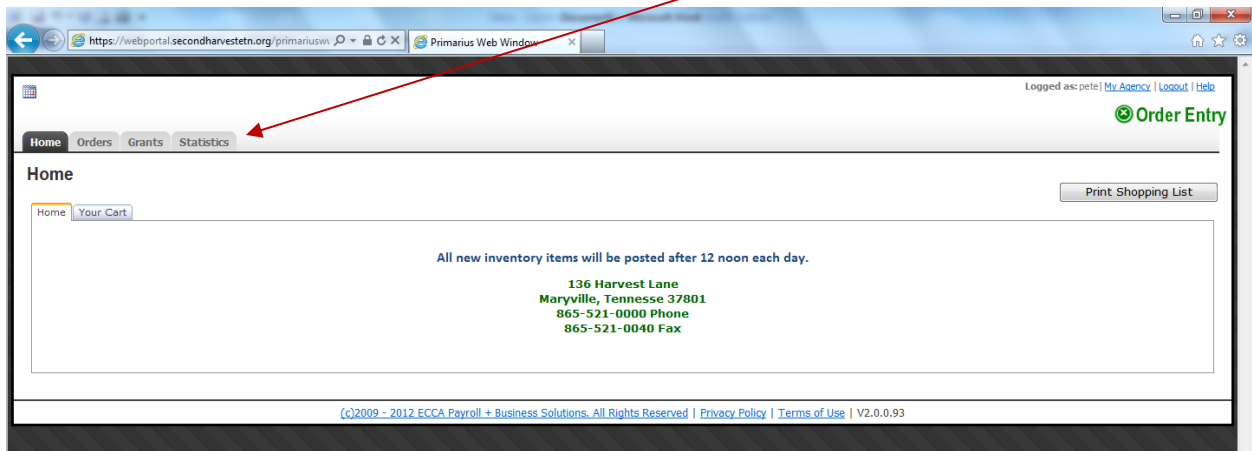 https://webportal.secondharvestetn.org/primariusw
Primarius Web Window
Logged as: pete| My Agency | Logout | Help
Order Entry
Home Orders Grants Statistics
Home
Print Shopping List
Home Your Cart
All new inventory items will be posted after 12 noon each day.
136 Harvest Lane
Maryville, Tennesse 37801
865-521-0000 Phone
865-521-0040 Fax
(c)2009 - 2012 ECCA Payroll + Business Solutions. All Rights Reserved | Privacy Policy | Terms of Use | V2.0.0.93